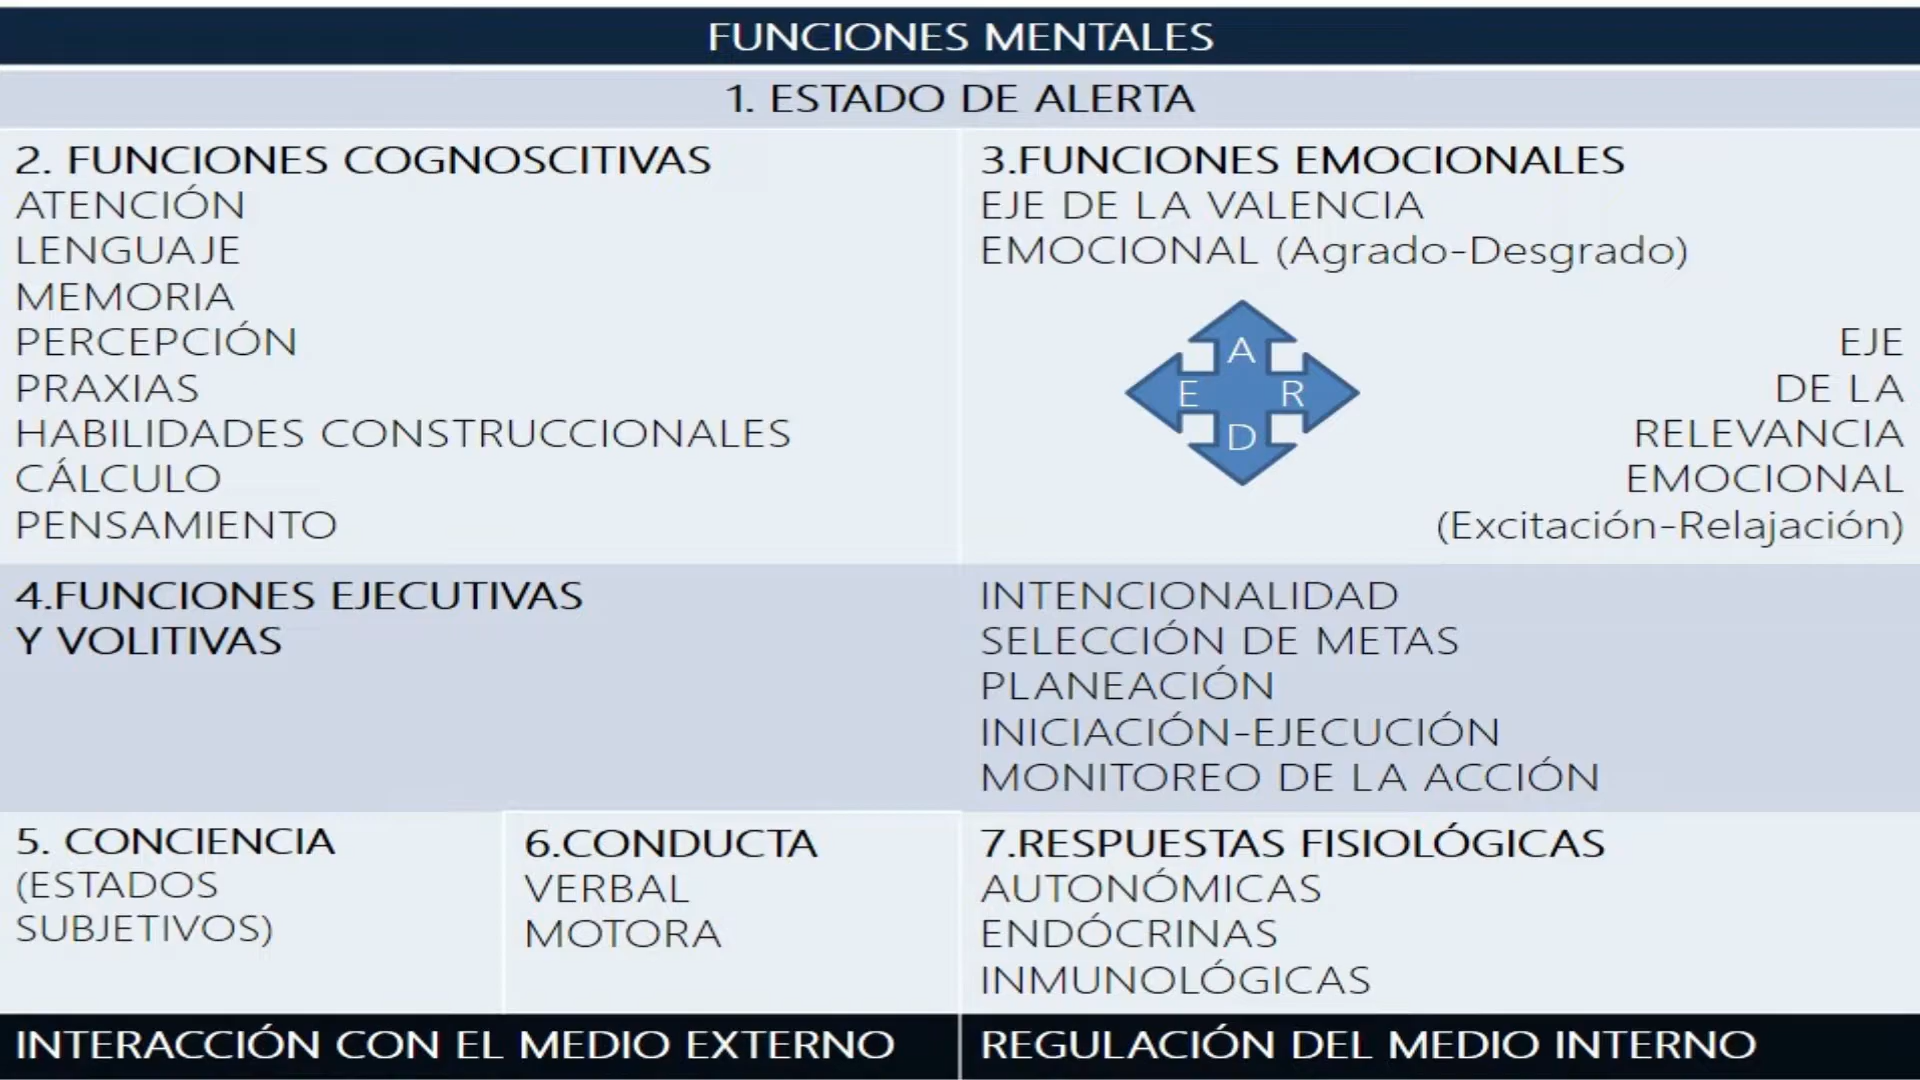 FUNCIONES MENTALES
1. ESTADO DE ALERTA
2. FUNCIONES COGNOSCITIVAS
ATENCIÓN
LENGUAJE
MEMORIA
PERCEPCIÓN
PRAXIAS
HABILIDADES CONSTRUCCIONALES
CÁLCULO
PENSAMIENTO
3.FUNCIONES EMOCIONALES
EJE DE LA VALENCIA
EMOCIONAL (Agrado-Desgrado)
A
E R
D
EJE
DE LA
RELEVANCIA
EMOCIONAL
(Excitación-Relajación)
4.FUNCIONES EJECUTIVAS
Y VOLITIVAS
INTENCIONALIDAD
SELECCIÓN DE METAS
PLANEACIÓN
INICIACIÓN-EJECUCIÓN
MONITOREO DE LA ACCIÓN
5. CONCIENCIA
(ESTADOS
SUBJETIVOS)
6.CONDUCTA
VERBAL
MOTORA
7.RESPUESTAS FISIOLÓGICAS
AUTONÓMICAS
ENDÓCRINAS
INMUNOLÓGICAS
INTERACCIÓN CON EL MEDIO EXTERNO
REGULACIÓN DEL MEDIO INTERNO